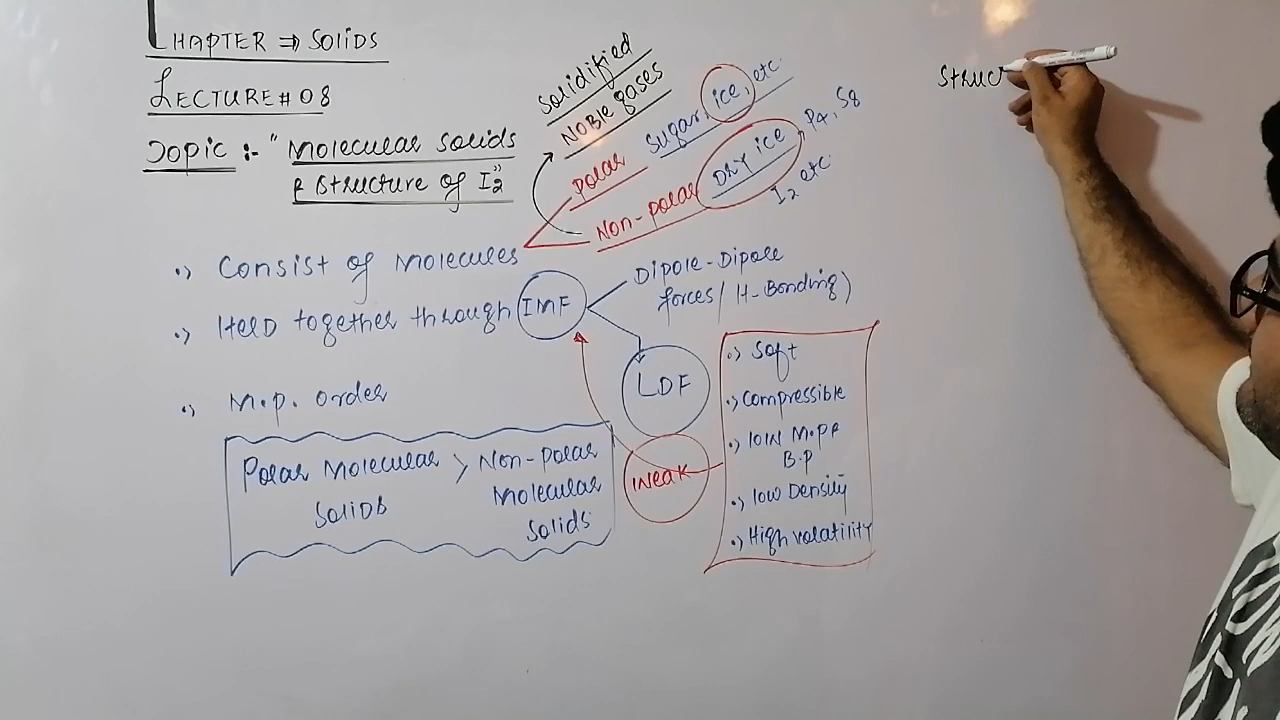 CHAPTER ⇒ SOLIDS
LECTURE # 08
Topic :- "Molecular solids
& Structure of I2"
Solidified
NOBle gases
Polar Sugar, ice, etc.
Non-polar DRY ice, P4, S8
I2 etc.
•) Consist of Molecules
•) HelD together through IMF
Dipole-Dipole
forces/ H-Bonding)
LDF
WeaK
•) M.p. order
Polar Molecular > Non-polar
Solids Molecular
Solids
•) Soft
•) Compressible
•) low M.P &
B.P
•) low Density
•) High volatility
Struc